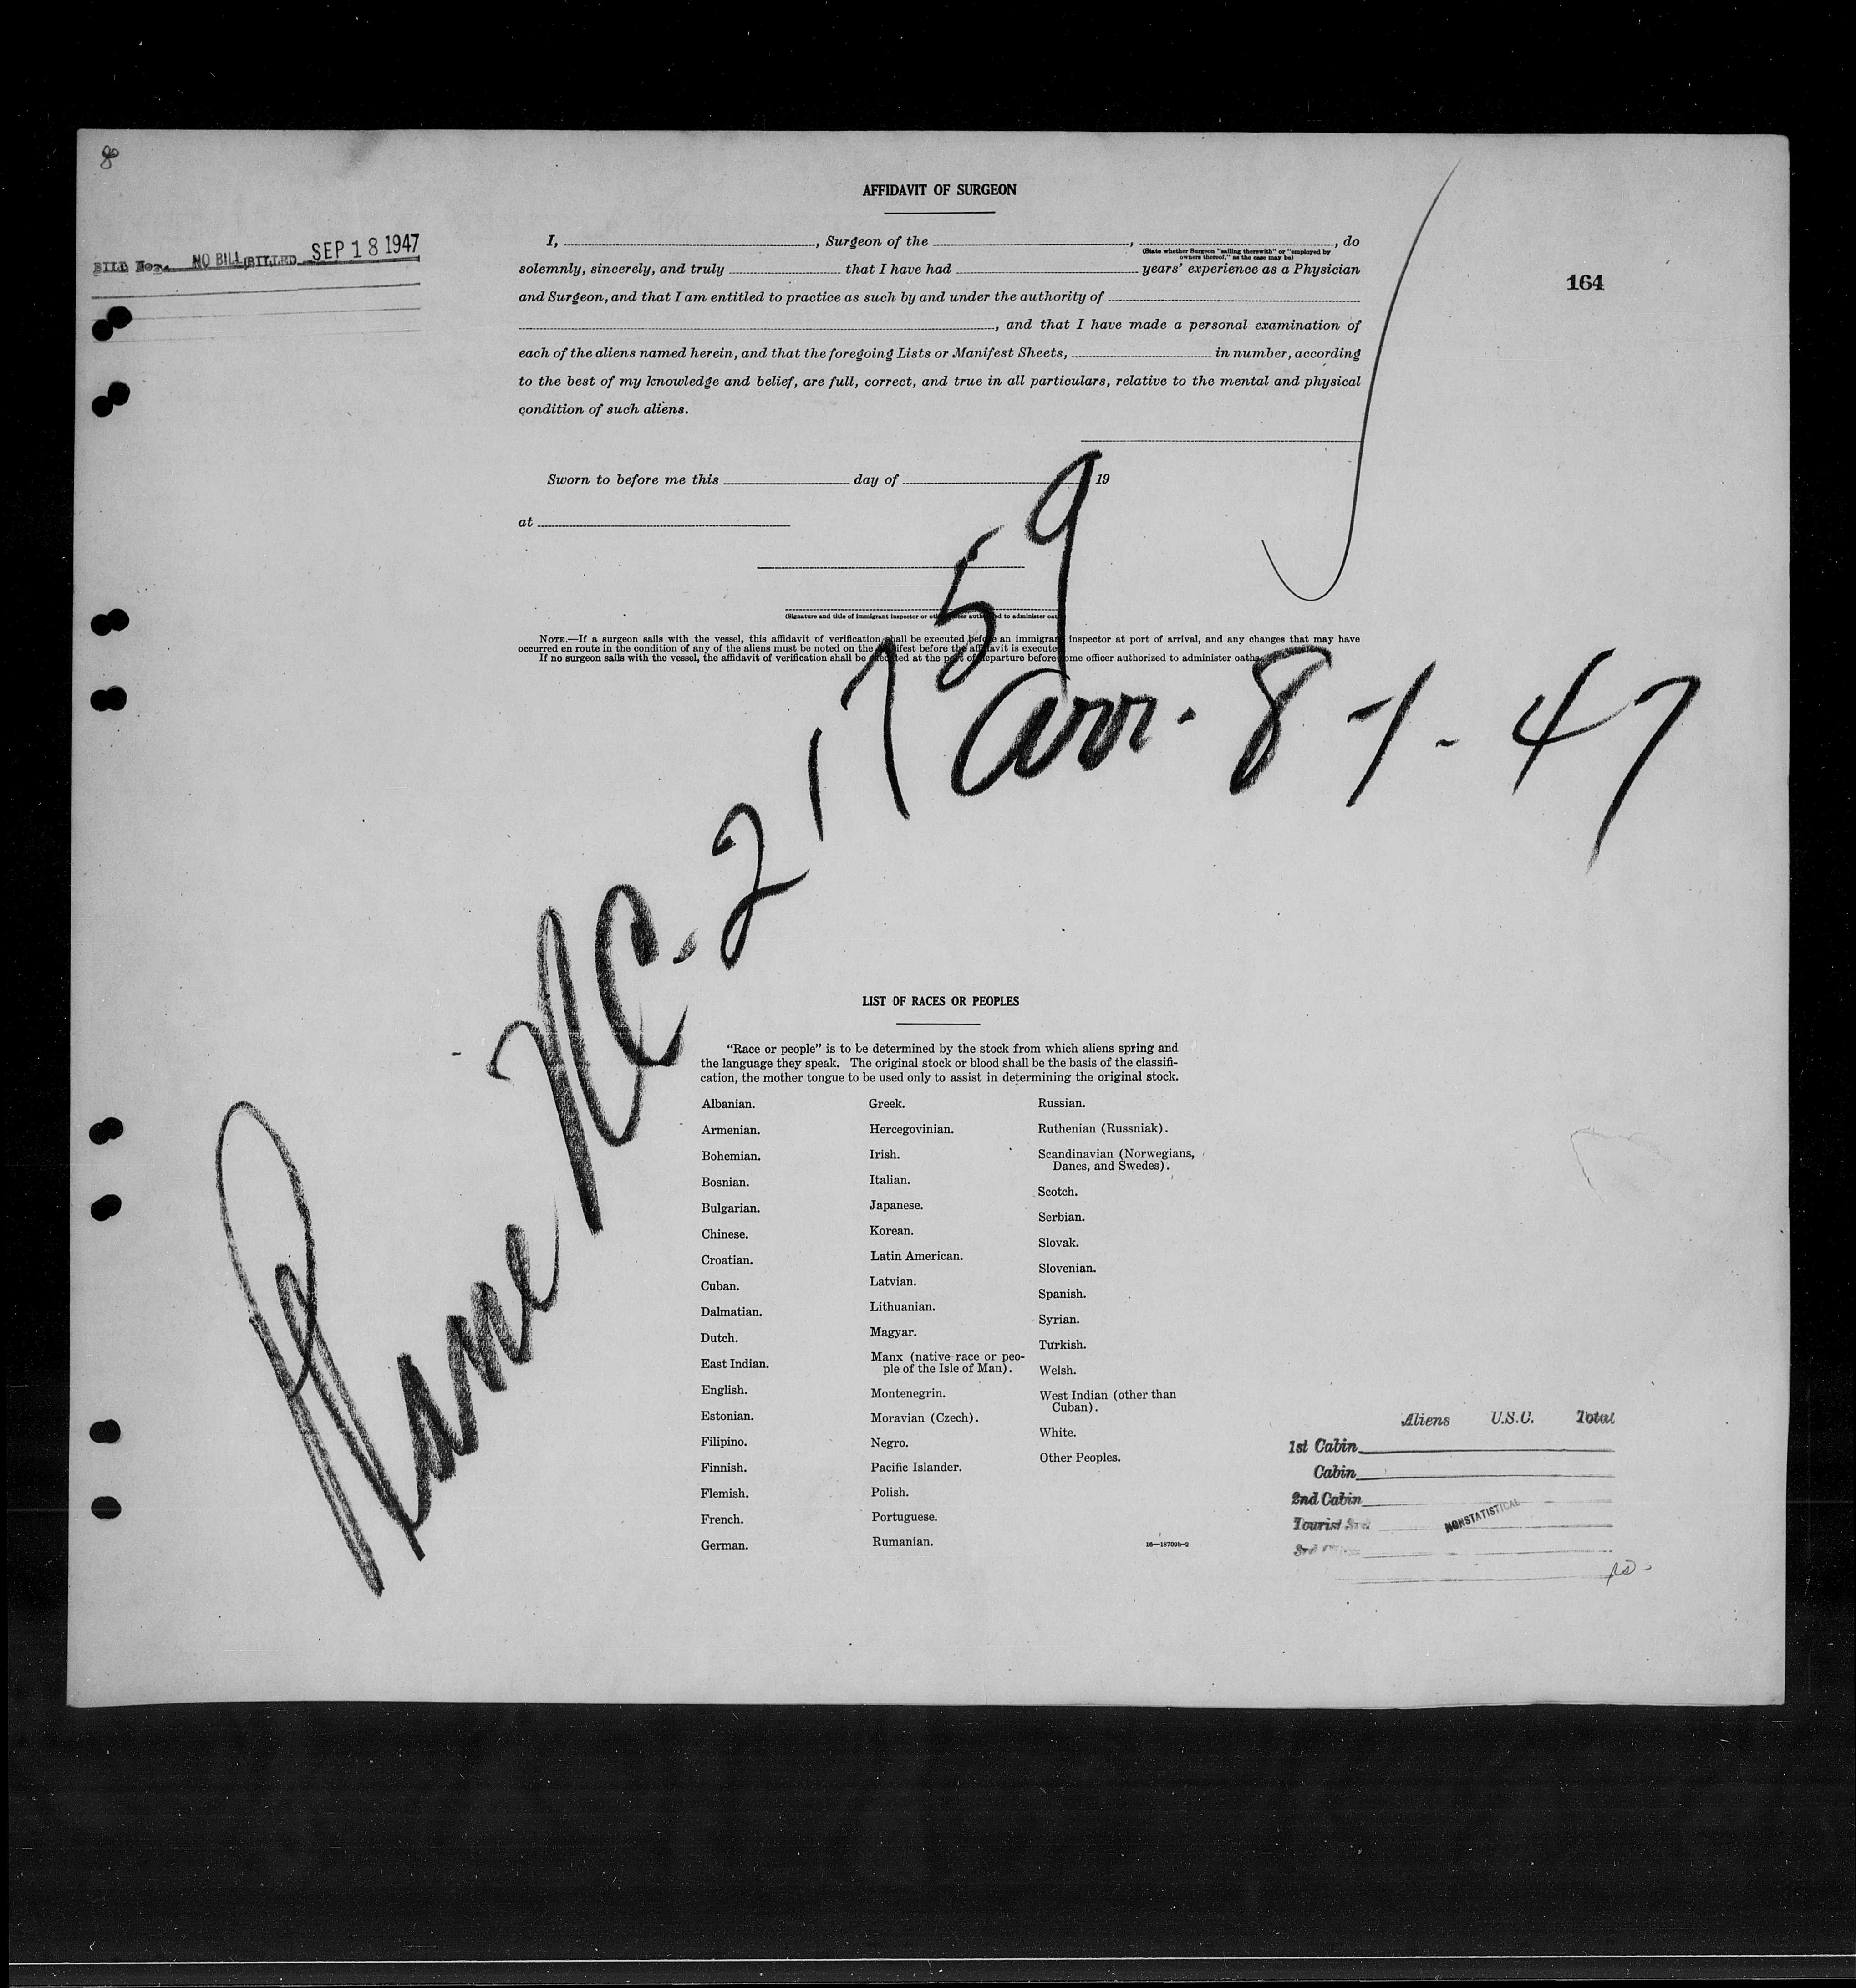 8
AFFIDAVIT OF SURGEON
BILL Nos. NO BILL BILLED SEP 18 1947
164
I, , Surgeon of the , , do
(State whether Surgeon "sailing therewith" or "employed by
owners thereof," as the case may be)
solemnly, sincerely, and truly that I have had years' experience as a Physician
and Surgeon, and that I am entitled to practice as such by and under the authority of
, and that I have made a personal examination of
each of the aliens named herein, and that the foregoing Lists or Manifest Sheets, in number, according
to the best of my knowledge and belief, are full, correct, and true in all particulars, relative to the mental and physical
condition of such aliens.
Sworn to before me this day of 19
at
(Signature and title of immigrant inspector or other officer authorized to administer oaths)
NOTE.—If a surgeon sails with the vessel, this affidavit of verification shall be executed before an immigrant inspector at port of arrival, and any changes that may have
occurred en route in the condition of any of the aliens must be noted on the manifest before the affidavit is executed.
If no surgeon sails with the vessel, the affidavit of verification shall be executed at the port of departure before some officer authorized to administer oaths.
Plane NC. 21759
arr. 8-1-47
LIST OF RACES OR PEOPLES
"Race or people" is to be determined by the stock from which aliens spring and
the language they speak. The original stock or blood shall be the basis of the classifi-
cation, the mother tongue to be used only to assist in determining the original stock.
Albanian.
Armenian.
Bohemian.
Bosnian.
Bulgarian.
Chinese.
Croatian.
Cuban.
Dalmatian.
Dutch.
East Indian.
English.
Estonian.
Filipino.
Finnish.
Flemish.
French.
German.
Greek.
Hercegovinian.
Irish.
Italian.
Japanese.
Korean.
Latin American.
Latvian.
Lithuanian.
Magyar.
Manx (native race or peo-
ple of the Isle of Man).
Montenegrin.
Moravian (Czech).
Negro.
Pacific Islander.
Polish.
Portuguese.
Rumanian.
Russian.
Ruthenian (Russniak).
Scandinavian (Norwegians,
Danes, and Swedes).
Scotch.
Serbian.
Slovak.
Slovenian.
Spanish.
Syrian.
Turkish.
Welsh.
West Indian (other than
Cuban).
White.
Other Peoples.
16—18709b-2
Aliens U.S.C. Total
1st Cabin
Cabin
2nd Cabin
Tourist 3rd
3rd
NONSTATISTICAL